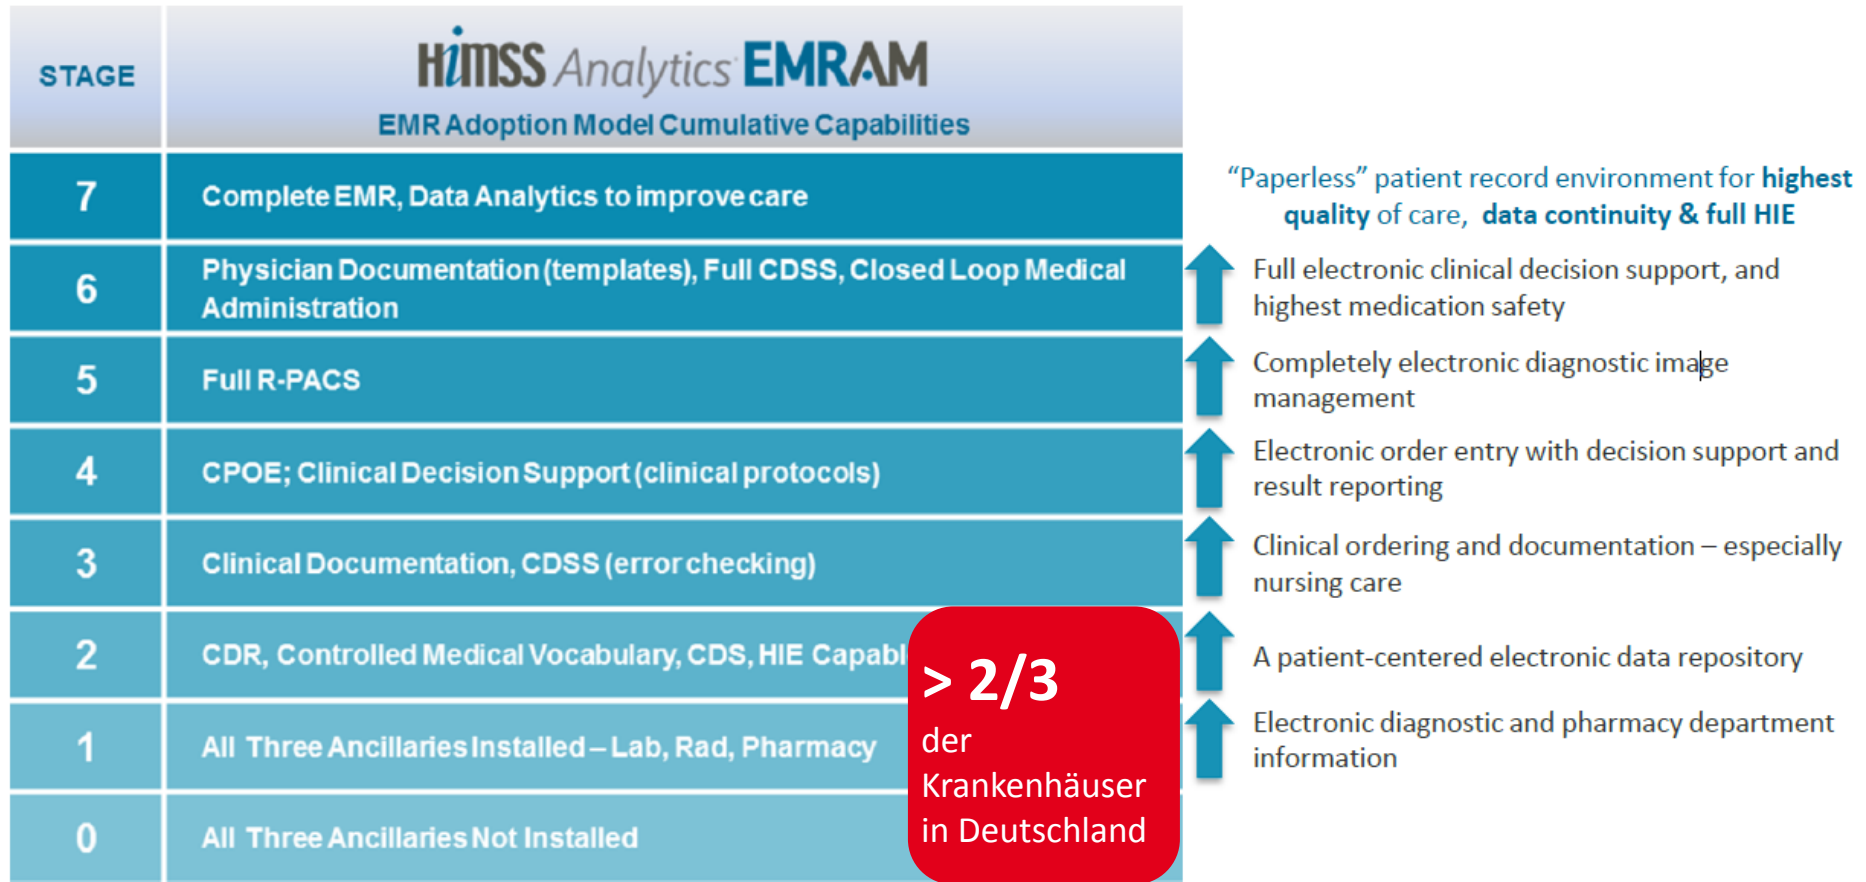 STAGE
HIMSS Analytics EMRAM
EMR Adoption Model Cumulative Capabilities
7
Complete EMR, Data Analytics to improve care
“Paperless” patient record environment for highest
quality of care, data continuity & full HIE
6
Physician Documentation (templates), Full CDSS, Closed Loop Medical
Administration
Full electronic clinical decision support, and
highest medication safety
5
Full R-PACS
Completely electronic diagnostic image
management
4
CPOE; Clinical Decision Support (clinical protocols)
Electronic order entry with decision support and
result reporting
3
Clinical Documentation, CDSS (error checking)
Clinical ordering and documentation – especially
nursing care
2
CDR, Controlled Medical Vocabulary, CDS, HIE Capabl
A patient-centered electronic data repository
1
All Three Ancillaries Installed – Lab, Rad, Pharmacy
Electronic diagnostic and pharmacy department
information
0
All Three Ancillaries Not Installed
> 2/3
der
Krankenhäuser
in Deutschland